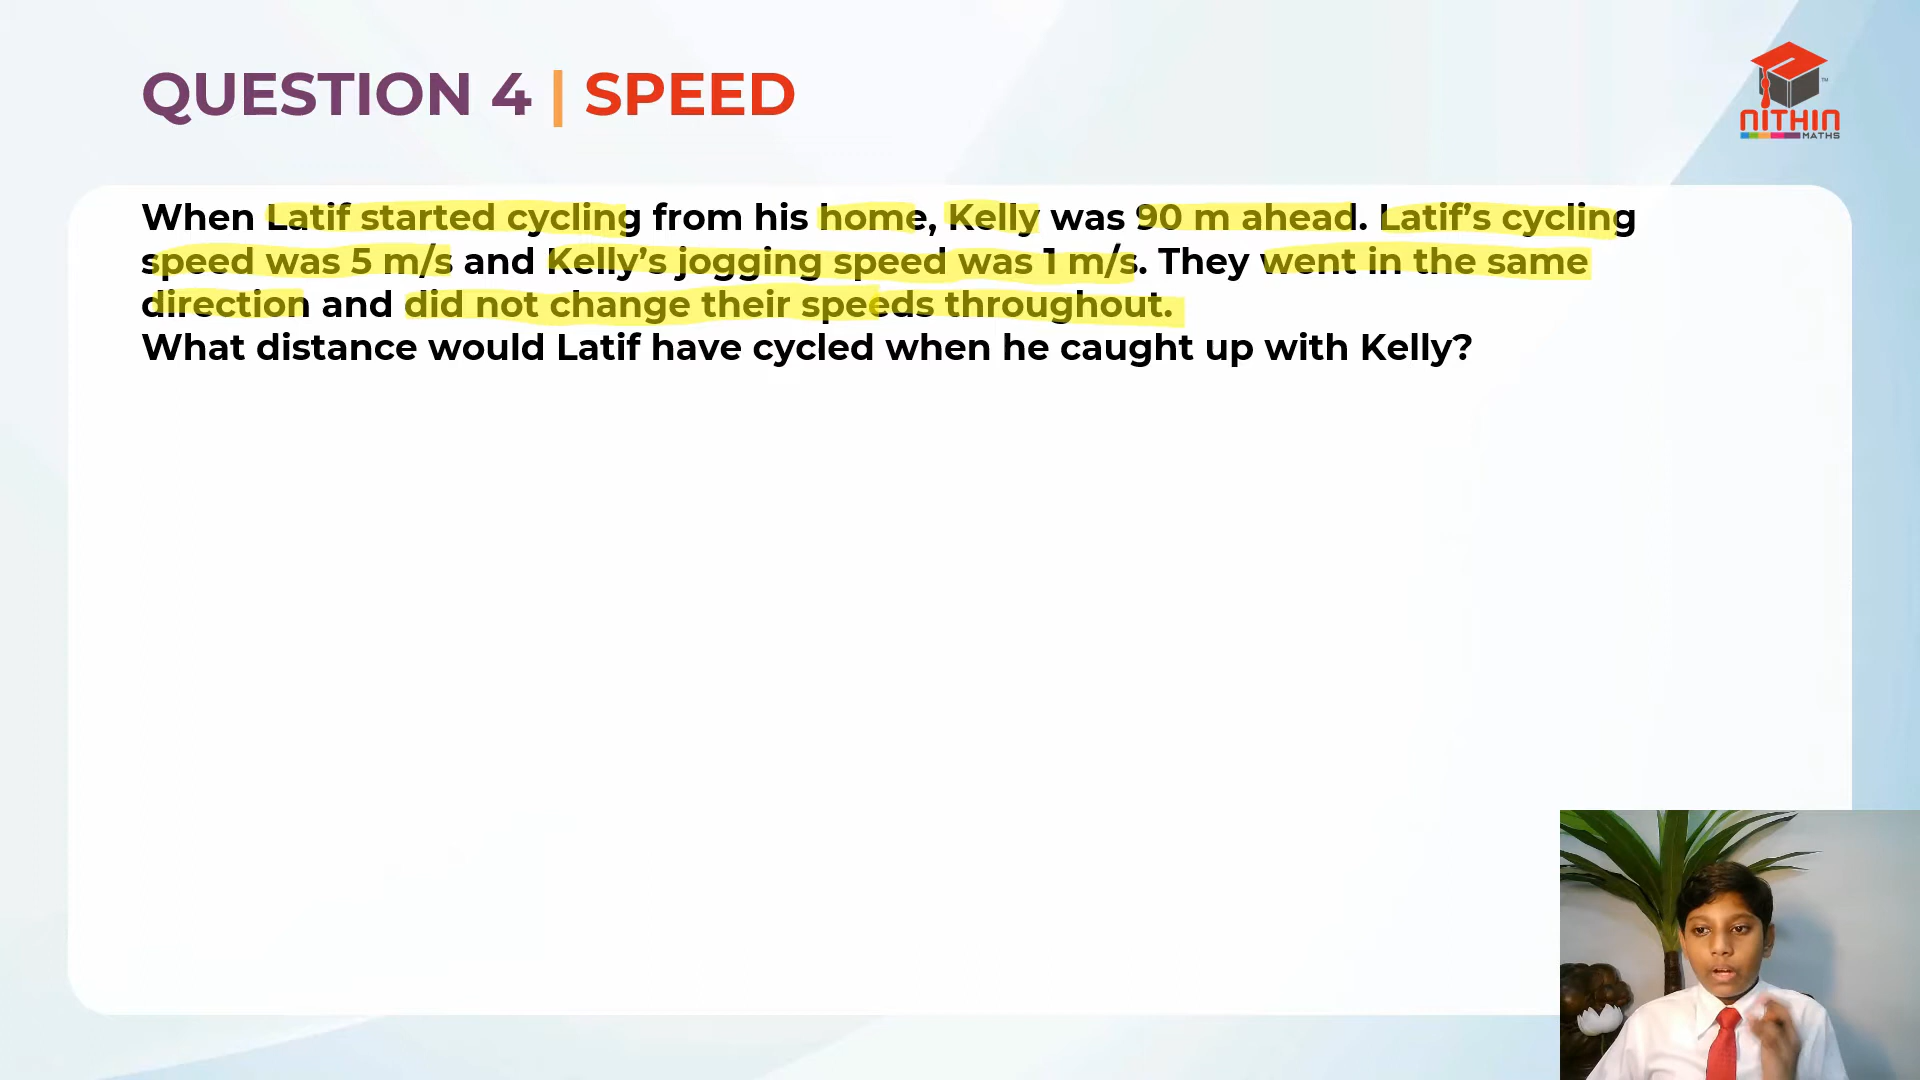 QUESTION 4 | SPEED
NITHIN
MATHS
TM
When Latif started cycling from his home, Kelly was 90 m ahead. Latif’s cycling
speed was 5 m/s and Kelly’s jogging speed was 1 m/s. They went in the same
direction and did not change their speeds throughout.
What distance would Latif have cycled when he caught up with Kelly?